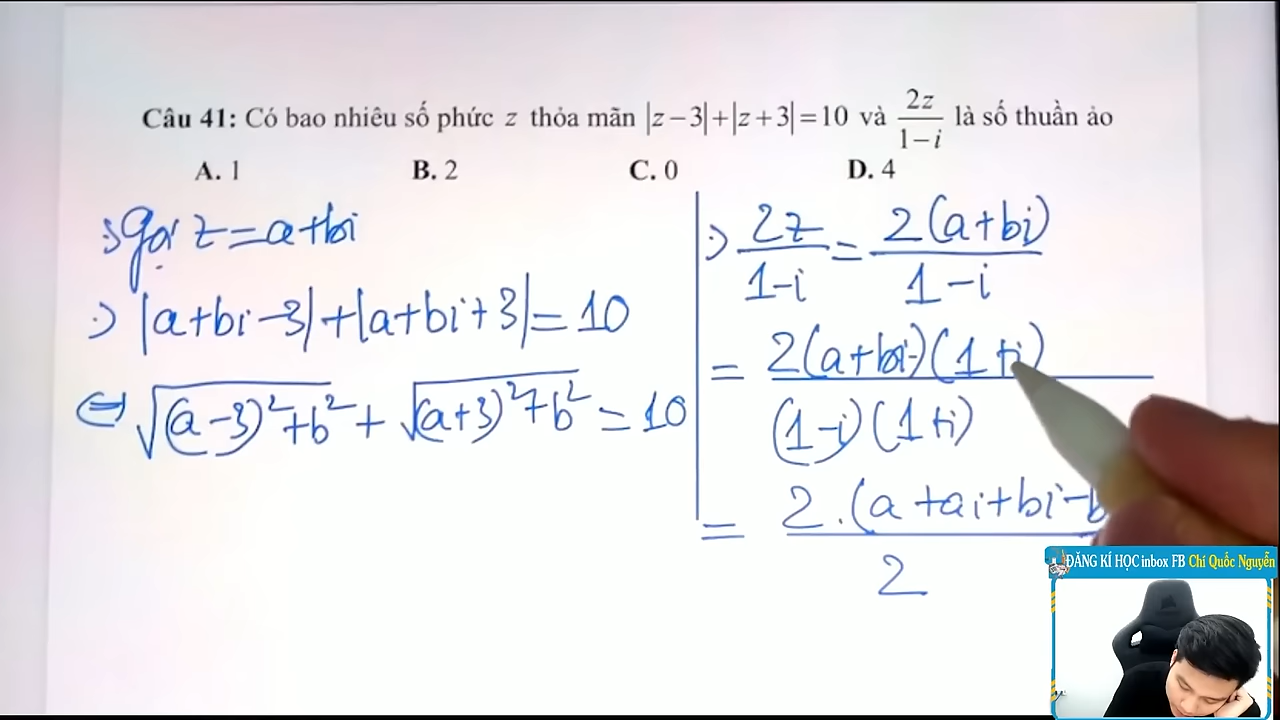 Câu 41: Có bao nhiêu số phức z thỏa mãn |z−3|+|z+3|=10 và 2z/(1−i) là số thuần ảo
A. 1 B. 2 C. 0 D. 4
Gọi z=a+bi
|a+bi−3|+|a+bi+3|=10
⇔ √((a−3)²+b²) + √((a+3)²+b²) = 10
2z/(1−i) = 2(a+bi)/(1−i)
= 2(a+bi)(1+i)/((1−i)(1+i))
= 2.(a+ai+bi−b/2
ĐĂNG KÍ HỌC inbox FB Chí Quốc Nguyễn